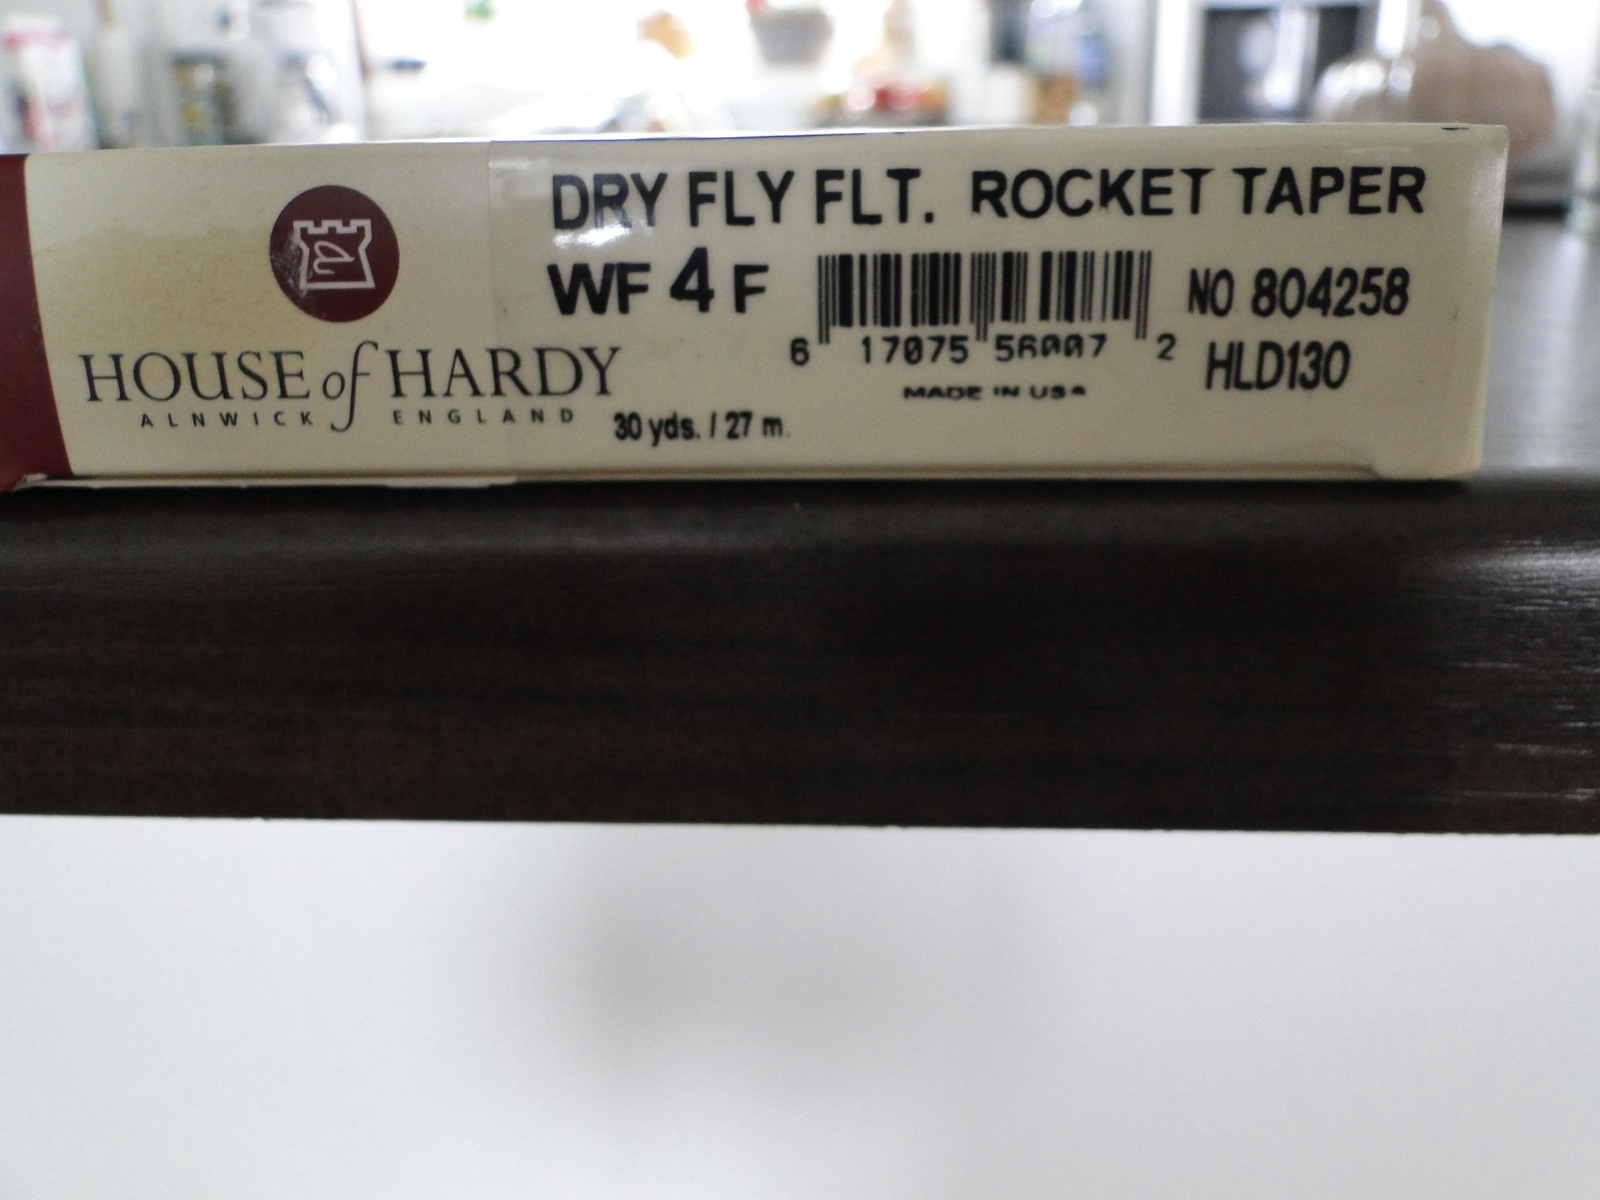 DRY FLY FLT. ROCKET TAPER
WF 4 F
NO 804258
6 17075 56007 2
HLD130
MADE IN USA
HOUSE of HARDY
ALNWICK ENGLAND
30 yds. / 27 m.